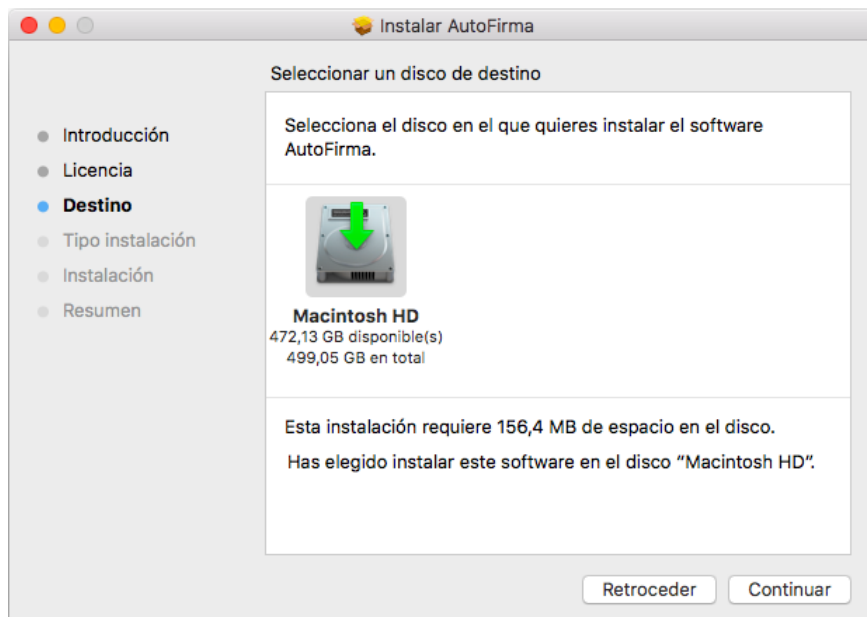 Instalar AutoFirma
Seleccionar un disco de destino
Introducción
Licencia
Destino
Tipo instalación
Instalación
Resumen
Selecciona el disco en el que quieres instalar el software
AutoFirma.
Macintosh HD
472,13 GB disponible(s)
499,05 GB en total
Esta instalación requiere 156,4 MB de espacio en el disco.
Has elegido instalar este software en el disco “Macintosh HD”.
Retroceder
Continuar